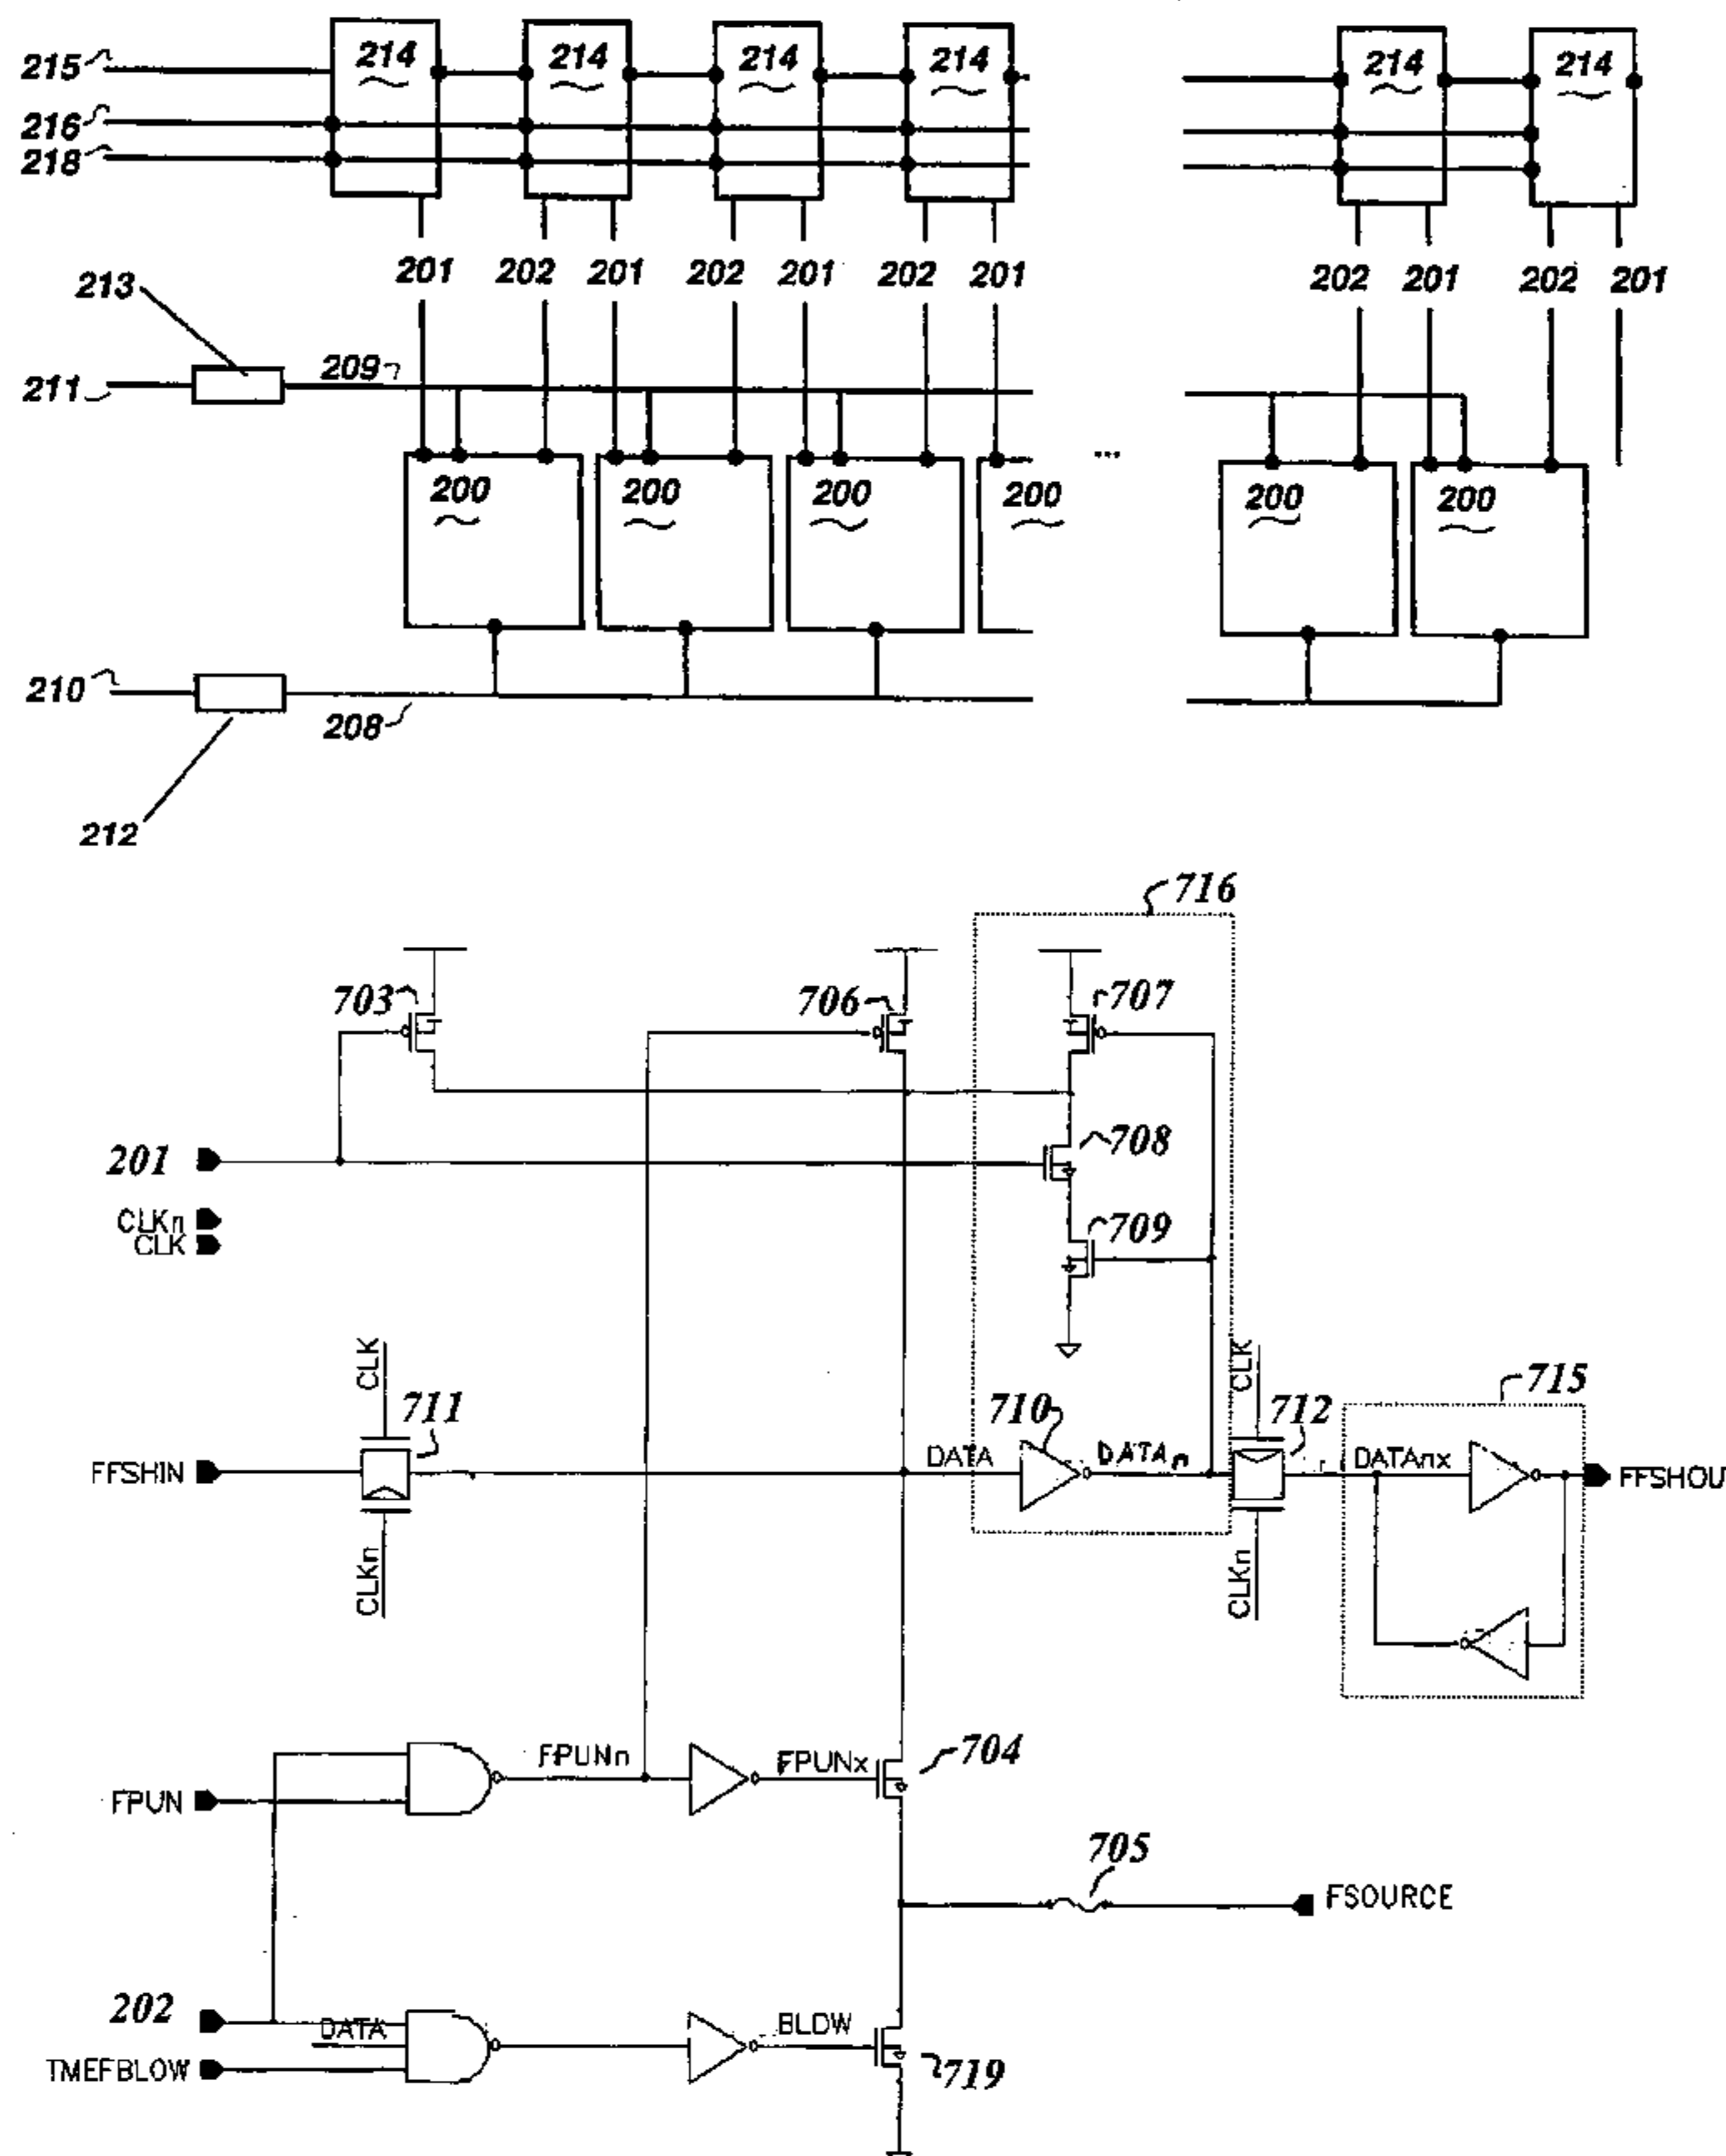 215 214 214 214 214 214 214
216
218
201 202 201 202 201 202 201 202 201 202 201
213
209
211
200 200 200 200 ... 200 200
210
208
212
716
703 706 707
201 708
CLKn
CLK
709
CLK CLK
711 710 712 715
FFSHIN DATA DATAn DATAnx FFSHOU
CLKn CLKn
FPUNn FPUNx 704
FPUN
705
FSOURCE
202 DATA BLOW
TMEFBLOW 719